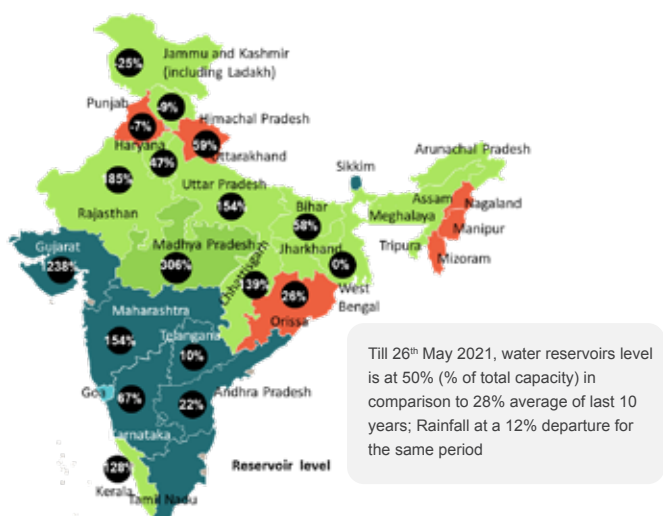 Jammu and Kashmir
(including Ladakh)
-25%
Punjab
-9%
Himachal Pradesh
-7%
Haryana
59%
Uttarakhand
47%
185%
Rajasthan
Uttar Pradesh
154%
Sikkim
Arunachal Pradesh
Bihar
58%
Assam
Nagaland
Meghalaya
Manipur
Tripura
Mizoram
Gujarat
1238%
Madhya Pradesh
306%
Jharkhand
0%
West
Bengal
Chhattisgarh
139%
26%
Orissa
Maharashtra
154%
Telangana
10%
Goa
67%
22%
Andhra Pradesh
Karnataka
128%
Kerala
Tamil Nadu
Reservoir level
Till 26th May 2021, water reservoirs level
is at 50% (% of total capacity) in
comparison to 28% average of last 10
years; Rainfall at a 12% departure for
the same period